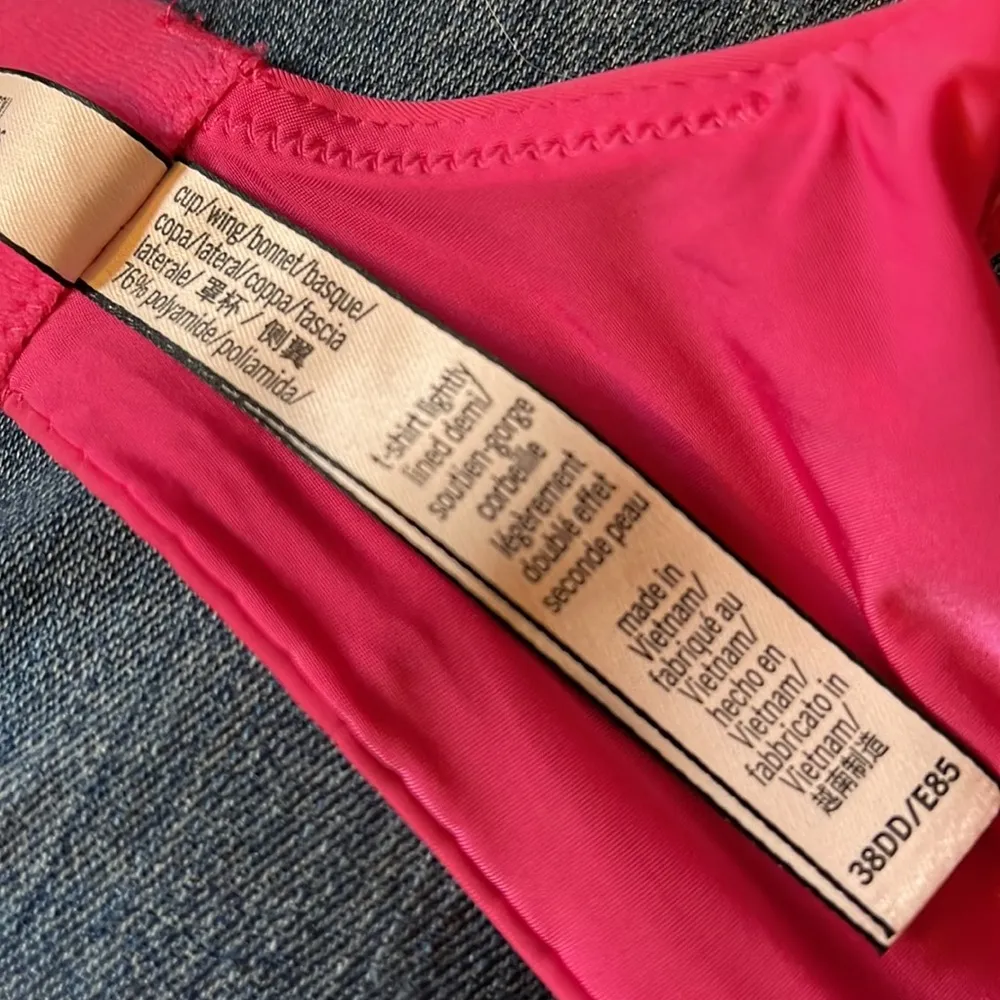 cup/wing/bonnet/basque/
copa/lateral/coppa/fascia
laterale/ 罩杯 / 侧翼
76% polyamide/poliamida/
t-shirt lightly
lined demi/
soutien-gorge
corbeille
légèrement
doublé effet
seconde peau
made in
Vietnam/
fabriqué au
Vietnam/
hecho en
Vietnam/
fabbricato in
Vietnam/
越南制造
38DD/E85